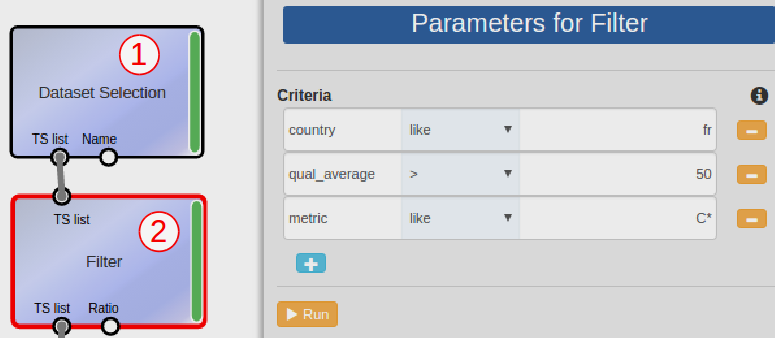 1
Dataset Selection
TS list Name
TS list
2
Filter
TS list Ratio
Parameters for Filter
Criteria
country like fr
qual_average > 50
metric like C*
Run